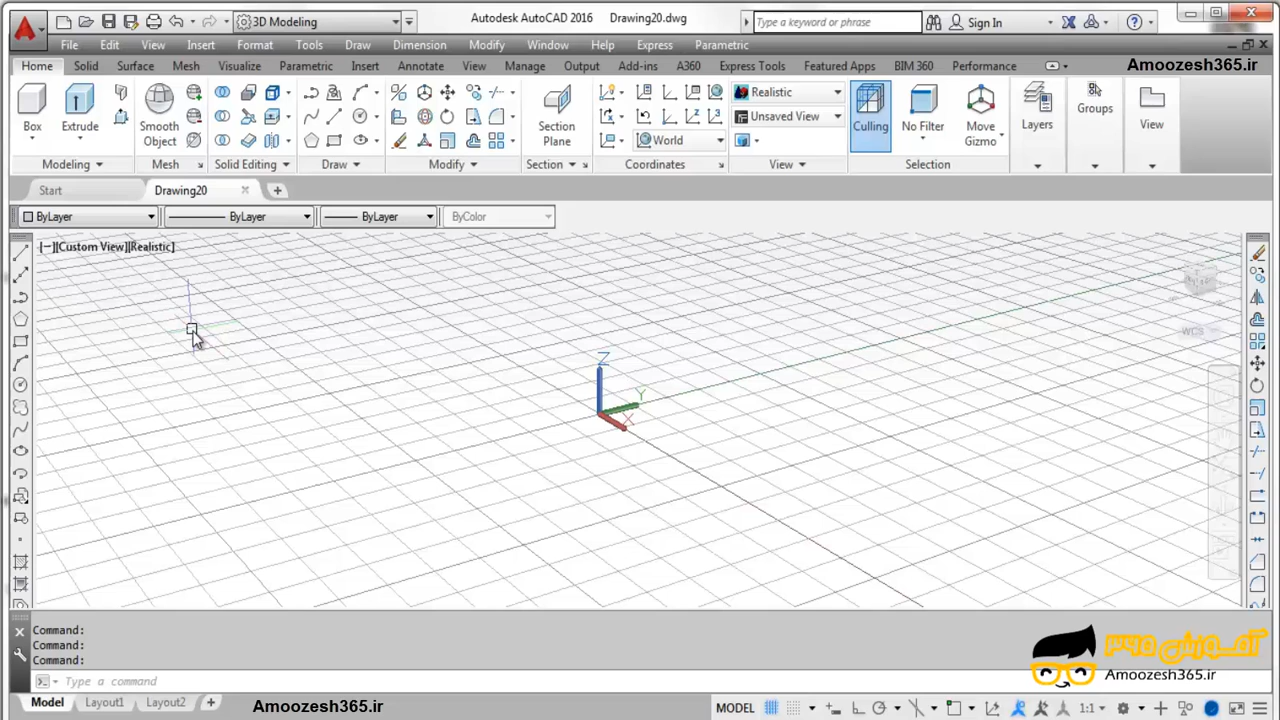 3D Modeling
Autodesk AutoCAD 2016 Drawing20.dwg
Type a keyword or phrase
Sign In
File Edit View Insert Format Tools Draw Dimension Modify Window Help Express Parametric
Home Solid Surface Mesh Visualize Parametric Insert Annotate View Manage Output Add-ins A360 Express Tools Featured Apps BIM 360 Performance
Amoozesh365.ir
Realistic
Unsaved View
World
Box
Extrude
Smooth
Object
Section
Plane
Culling
No Filter
Move
Gizmo
Layers
Groups
View
Modeling
Mesh
Solid Editing
Draw
Modify
Section
Coordinates
View
Selection
Start
Drawing20
ByLayer
ByLayer
ByLayer
ByColor
[−][Custom View][Realistic]
WCS
Z
Y
X
Command:
Command:
Command:
Type a command
آموزش ۳۶۵
Amoozesh365.ir
Model Layout1 Layout2
Amoozesh365.ir
MODEL
1:1